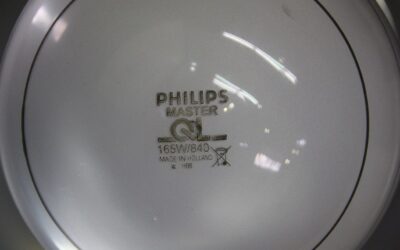 PHILIPS
MASTER
QL
165W/840
MADE IN HOLLAND